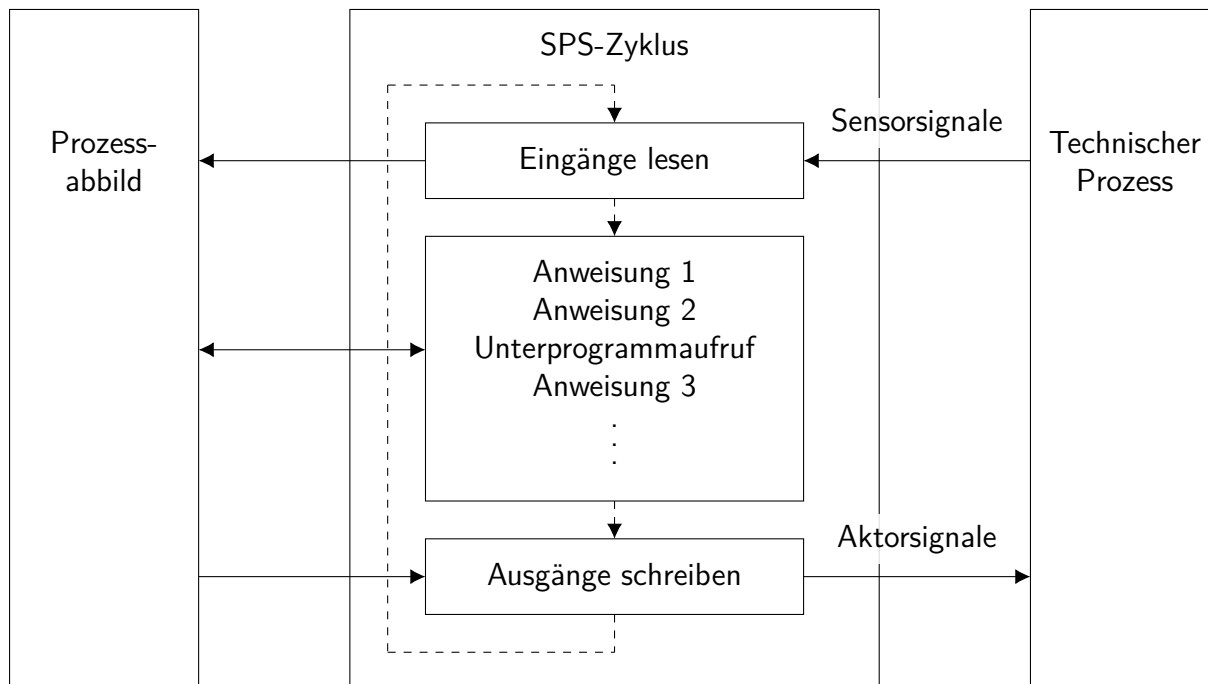 SPS-Zyklus
Prozess-
abbild
Eingänge lesen
Sensorsignale
Technischer
Prozess
Anweisung 1
Anweisung 2
Unterprogrammaufruf
Anweisung 3
.
.
.
Ausgänge schreiben
Aktorsignale